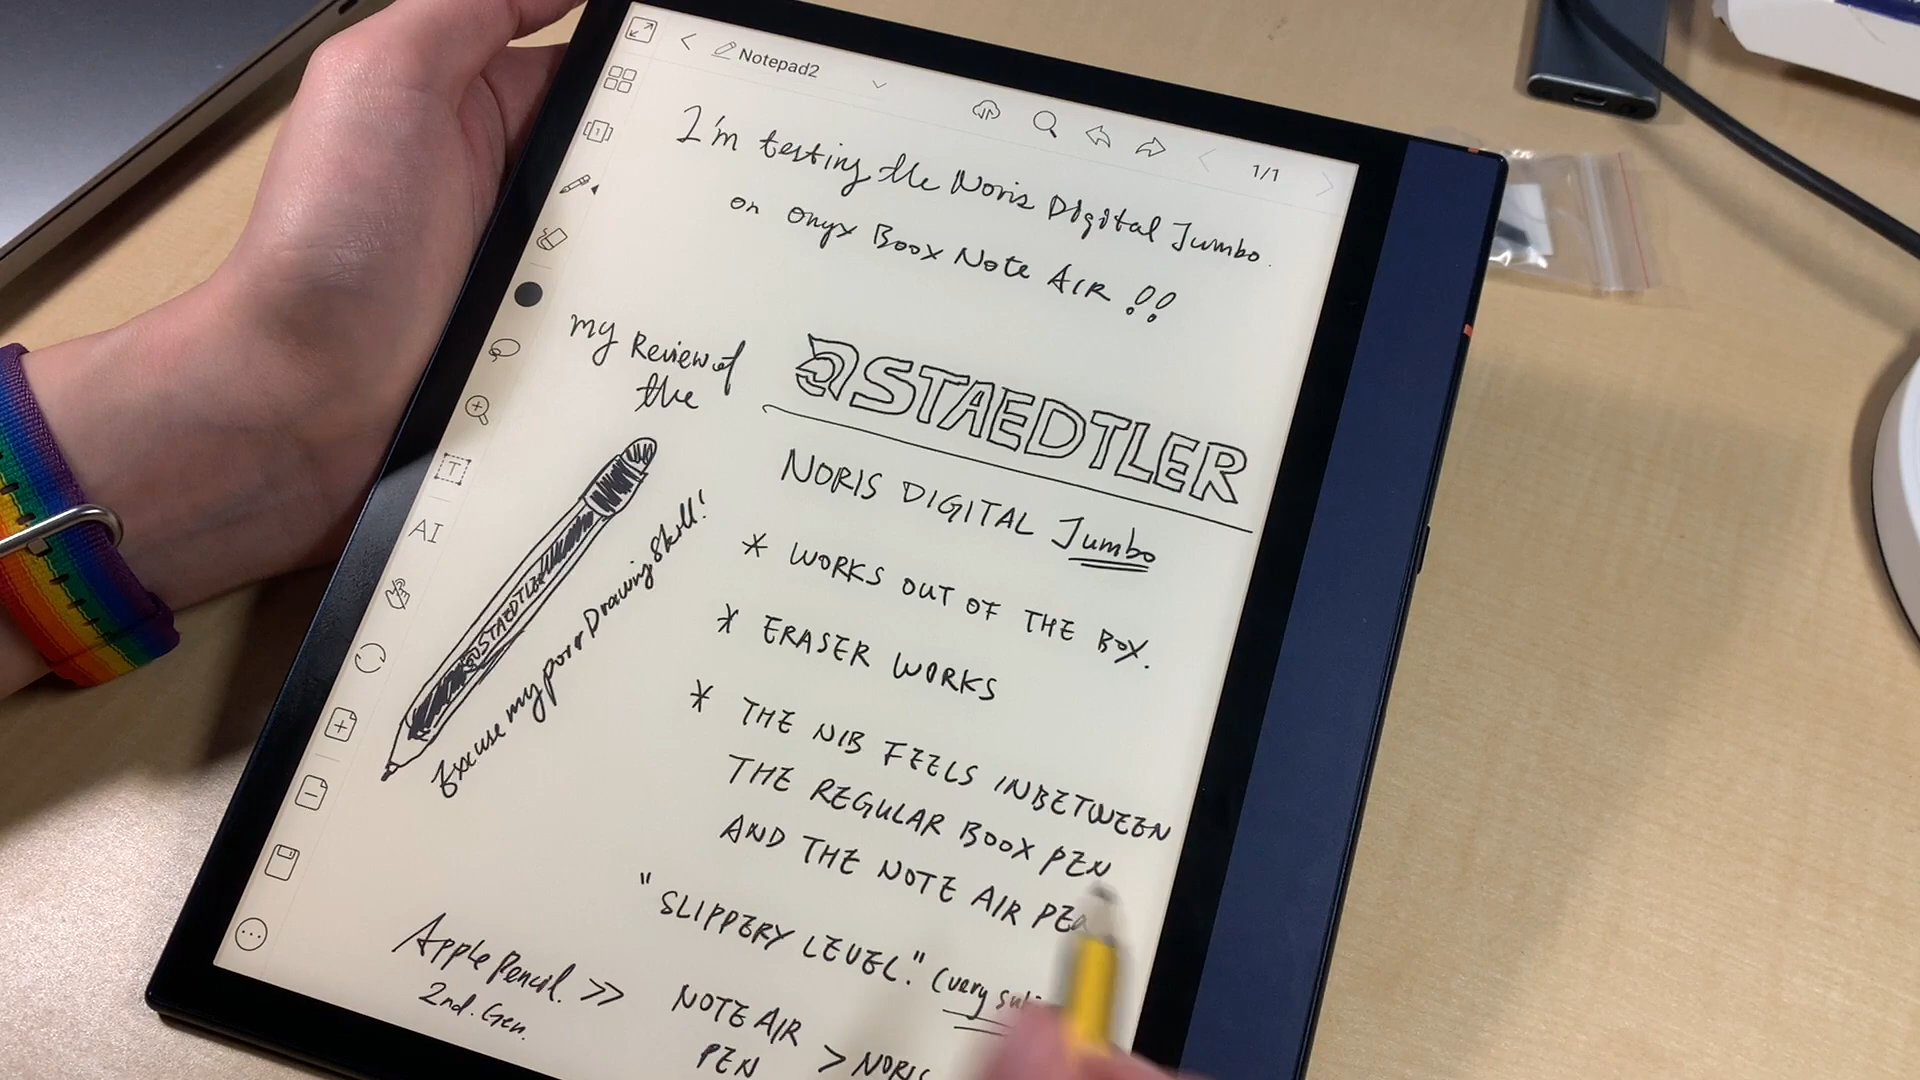 Notepad2
1/1
I'm testing the Noris Digital Jumbo.
on Onyx Boox Note AIR !!
my Review of
the
STAEDTLER
NORIS DIGITAL Jumbo
STAEDTLER
Excuse my poor Drawing Skill!
* WORKS OUT OF THE BOX.
* ERASER WORKS
* THE NIB FEELS INBETWEEN
THE REGULAR BOOX PEN
AND THE NOTE AIR PEN
"SLIPPERY LEVEL." (very
AI
Apple Pencil. >>
2nd. Gen.
NOTE AIR
PEN > NORIS